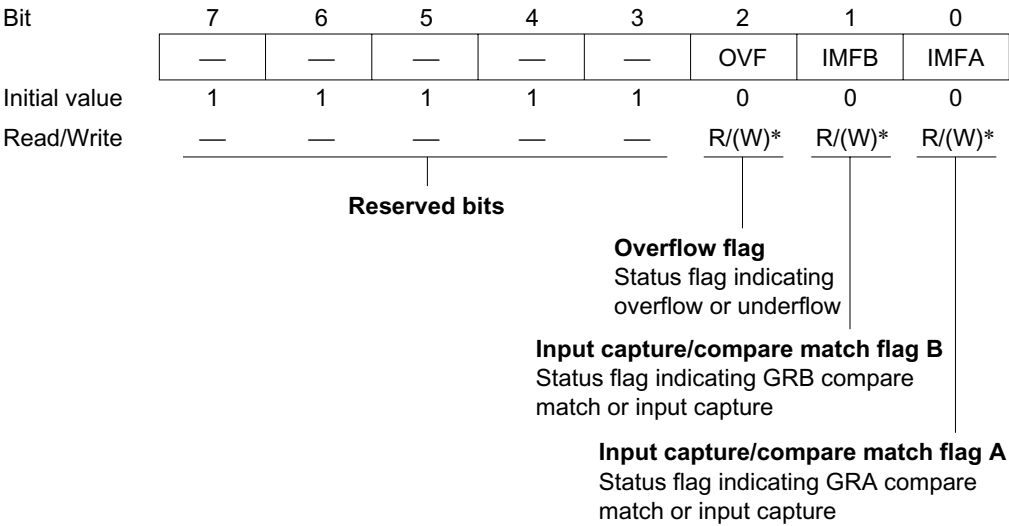 Bit 7 6 5 4 3 2 1 0
— — — — — OVF IMFB IMFA
Initial value 1 1 1 1 1 0 0 0
Read/Write — — — — — R/(W)* R/(W)* R/(W)*
Reserved bits
Overflow flag
Status flag indicating
overflow or underflow
Input capture/compare match flag B
Status flag indicating GRB compare
match or input capture
Input capture/compare match flag A
Status flag indicating GRA compare
match or input capture